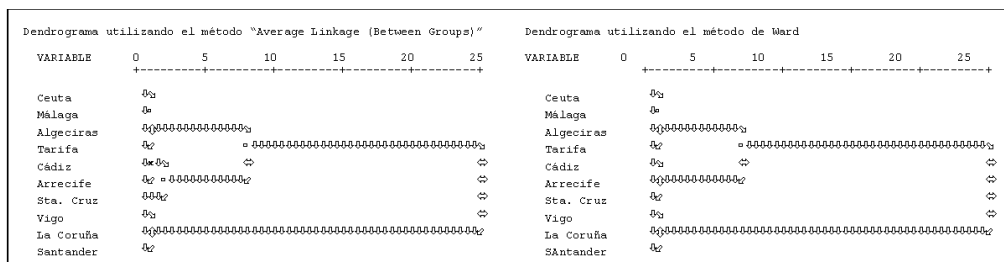 Dendrograma utilizando el método “Average Linkage (Between Groups)”
VARIABLE 0 5 10 15 20 25
Ceuta
Málaga
Algeciras
Tarifa
Cádiz
Arrecife
Sta. Cruz
Vigo
La Coruña
Santander
Dendrograma utilizando el método de Ward
VARIABLE 0 5 10 15 20 25
Ceuta
Málaga
Algeciras
Tarifa
Cádiz
Arrecife
Sta. Cruz
Vigo
La Coruña
SAntander